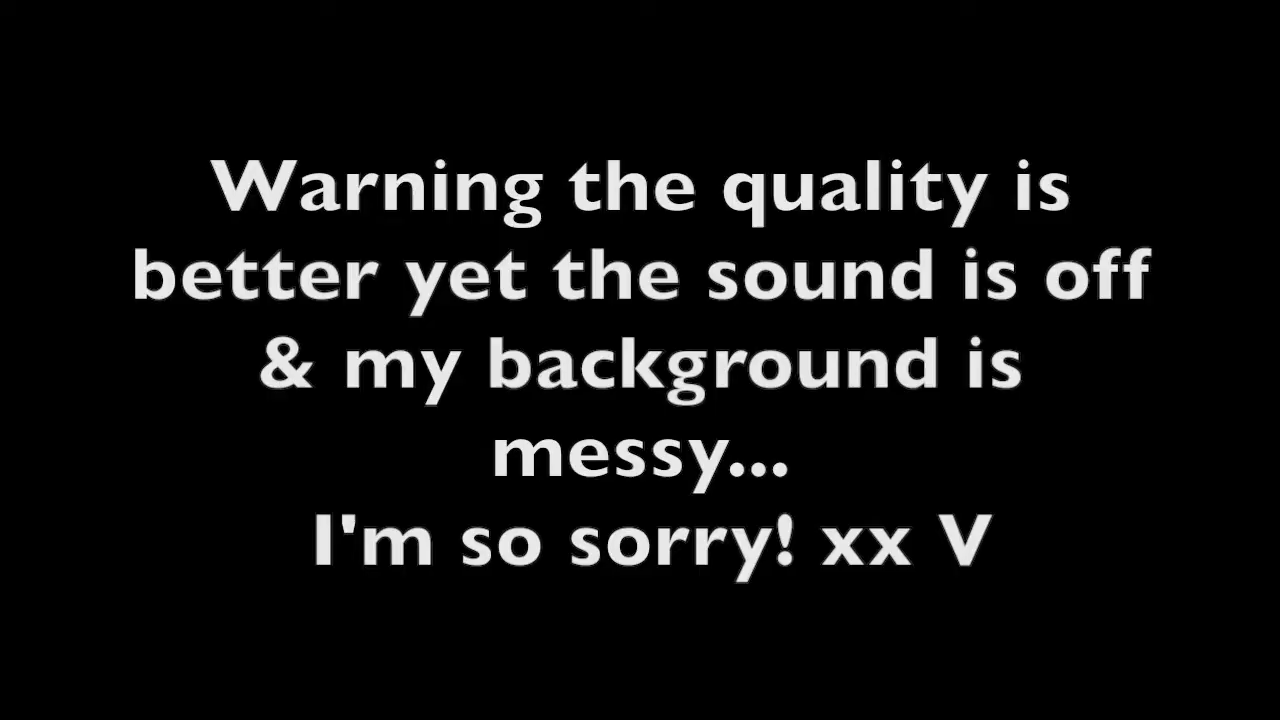 Warning the quality is
better yet the sound is off
& my background is
messy...
I'm so sorry! xx V